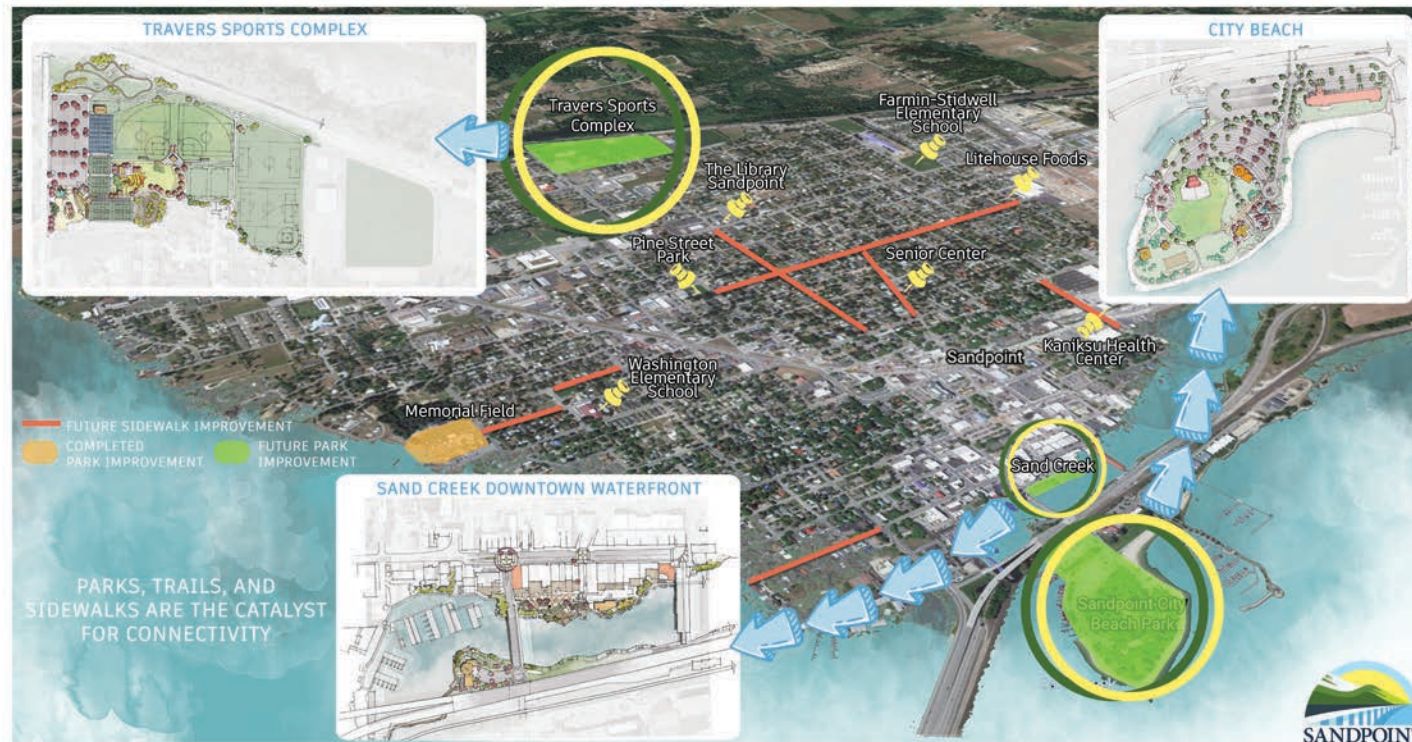 TRAVERS SPORTS COMPLEX
CITY BEACH
Travers Sports
Complex
Farmin-Stidwell
Elementary
School
Litehouse Foods
The Library
Sandpoint
Pine Street
Park
Senior Center
Kaniksu Health
Center
Sandpoint
Washington
Elementary
School
Memorial Field
FUTURE SIDEWALK IMPROVEMENT
COMPLETED
PARK IMPROVEMENT
FUTURE PARK
IMPROVEMENT
Sand Creek
SAND CREEK DOWNTOWN WATERFRONT
PARKS, TRAILS, AND
SIDEWALKS ARE THE CATALYST
FOR CONNECTIVITY
Sandpoint City
Beach Park